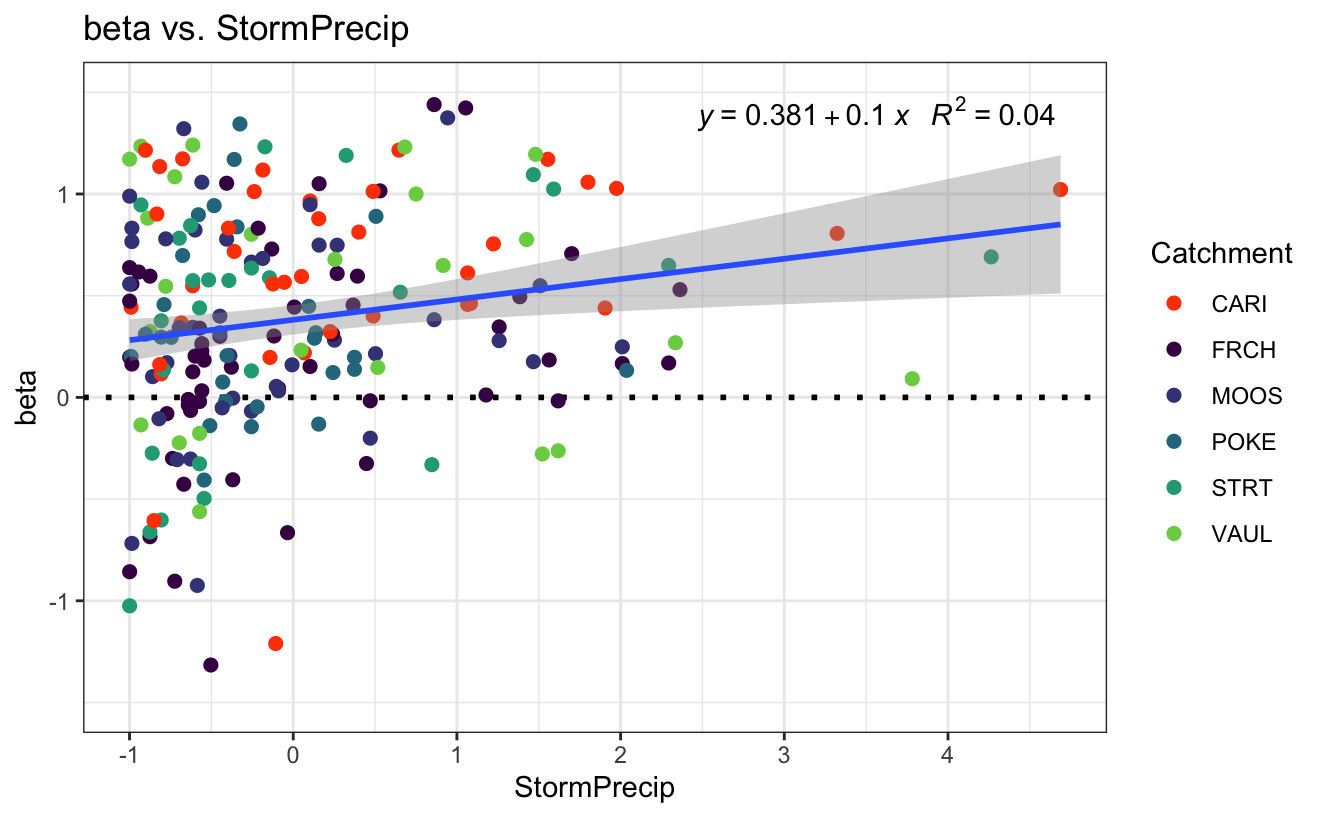 beta vs. StormPrecip
y = 0.381 + 0.1 x R² = 0.04
beta
1
0
-1
-1 0 1 2 3 4
StormPrecip
Catchment
CARI
FRCH
MOOS
POKE
STRT
VAUL